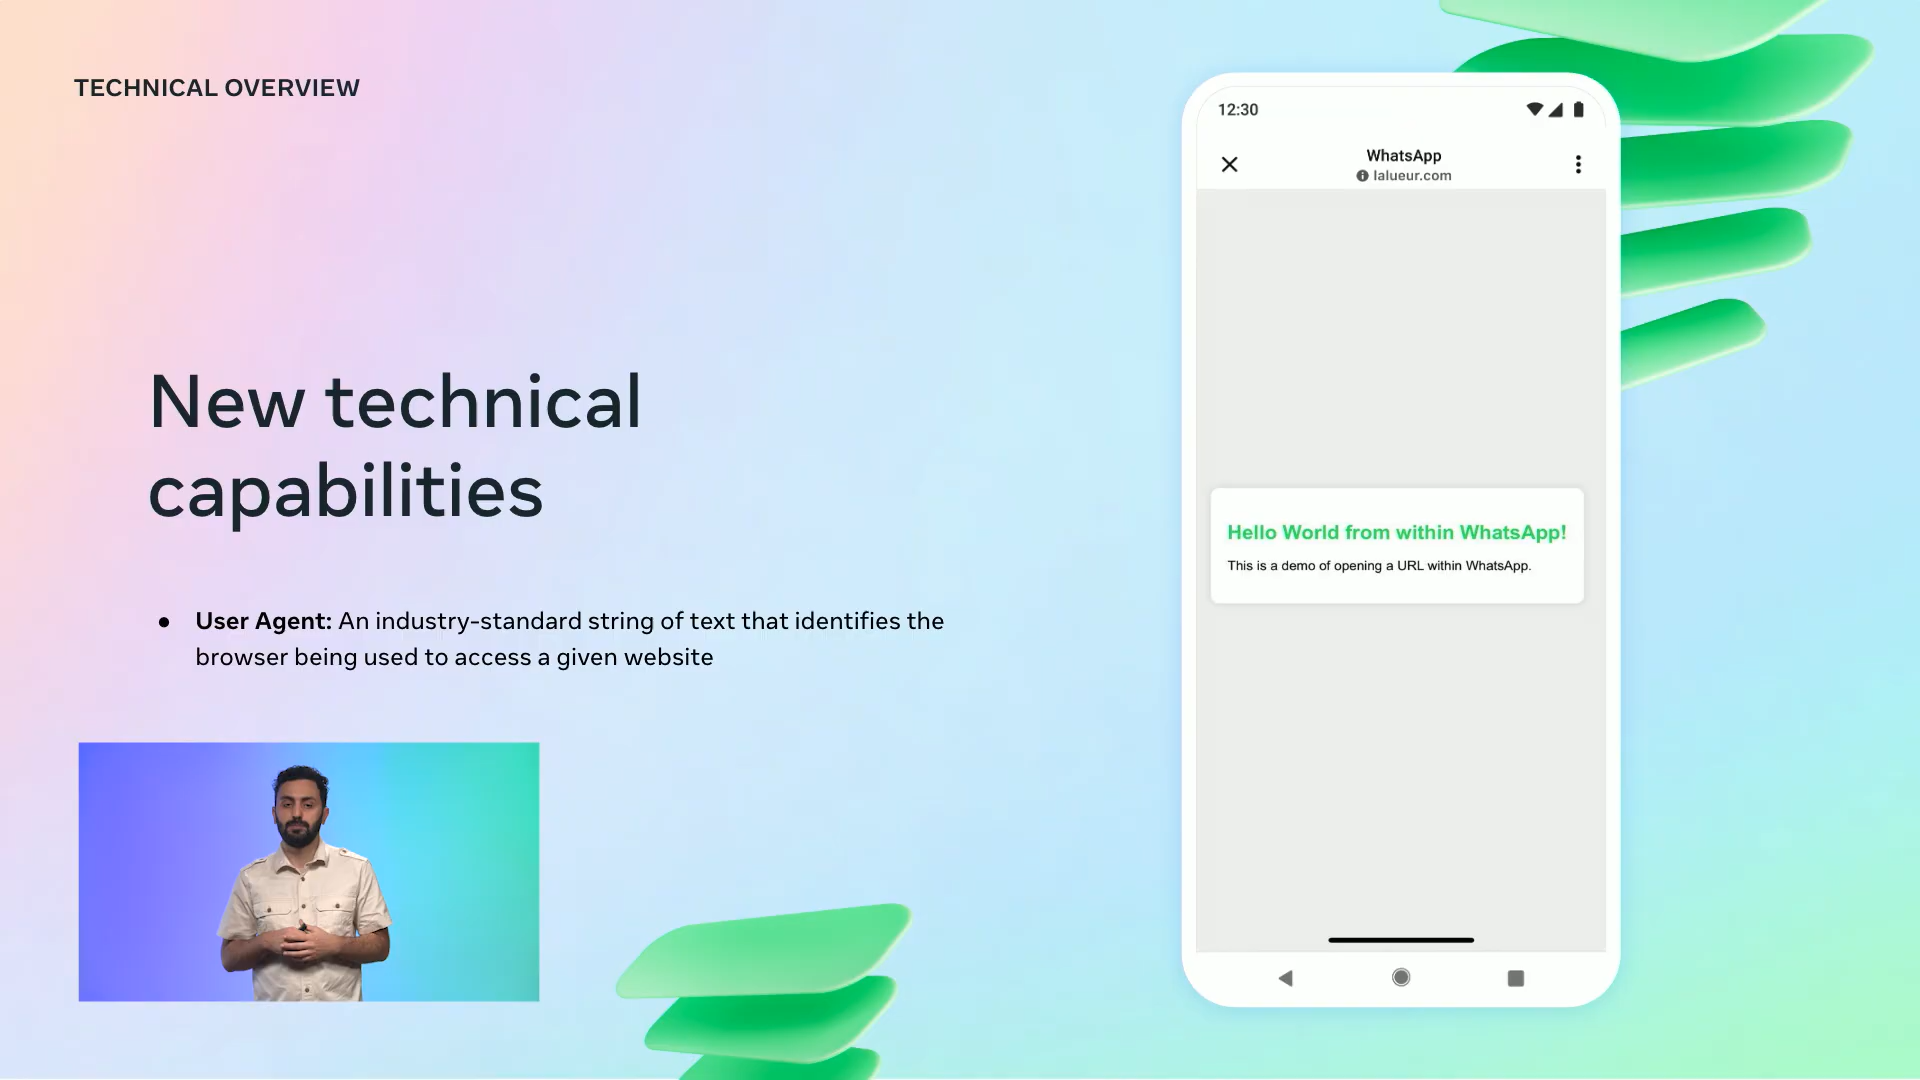 TECHNICAL OVERVIEW
New technical
capabilities
● User Agent: An industry-standard string of text that identifies the
browser being used to access a given website
12:30
WhatsApp
lalueur.com
Hello World from within WhatsApp!
This is a demo of opening a URL within WhatsApp.